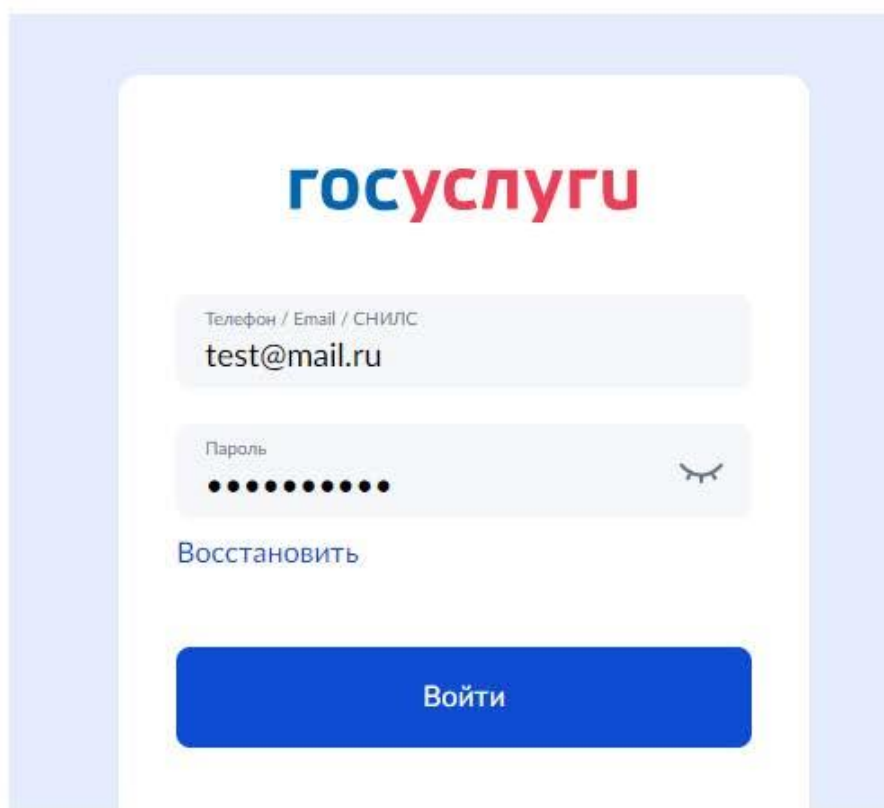 госуслуги
Телефон / Email / СНИЛС
test@mail.ru
Пароль
••••••••••
Восстановить
Войти